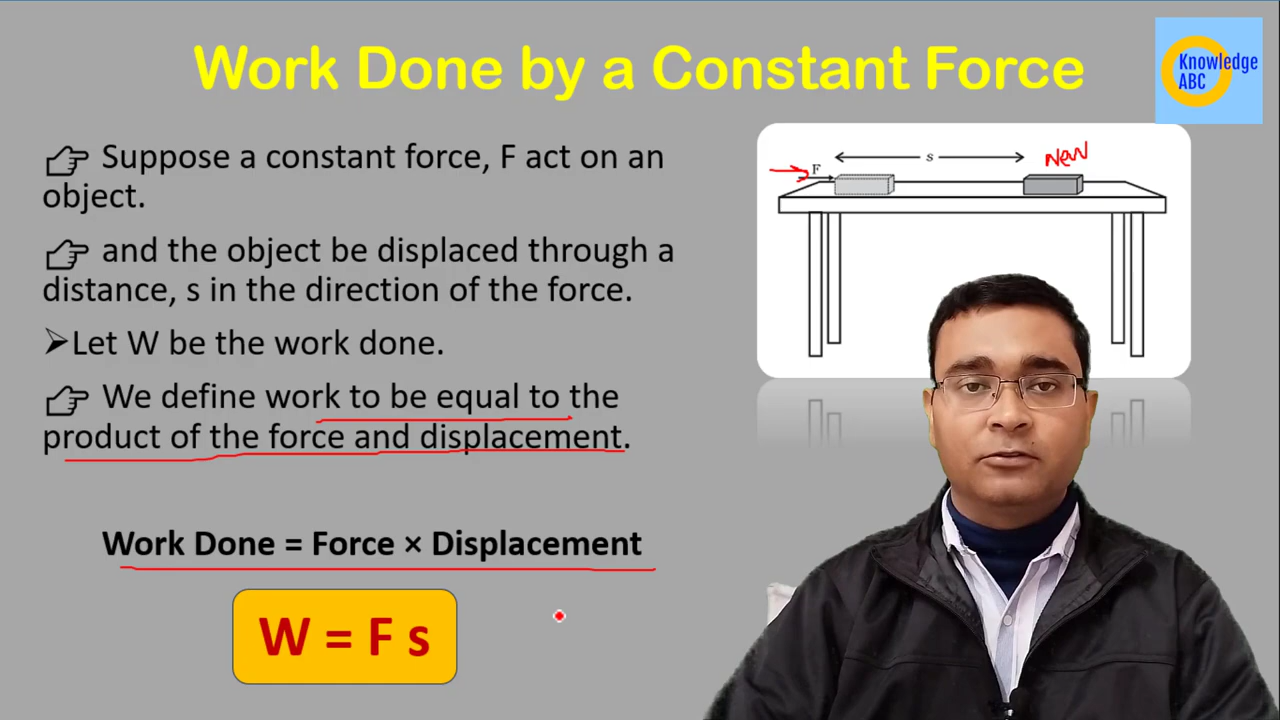 Work Done by a Constant Force
Knowledge
ABC
Suppose a constant force, F act on an
object.
and the object be displaced through a
distance, s in the direction of the force.
Let W be the work done.
We define work to be equal to the
product of the force and displacement.
Work Done = Force × Displacement
W = F s
F
s
New